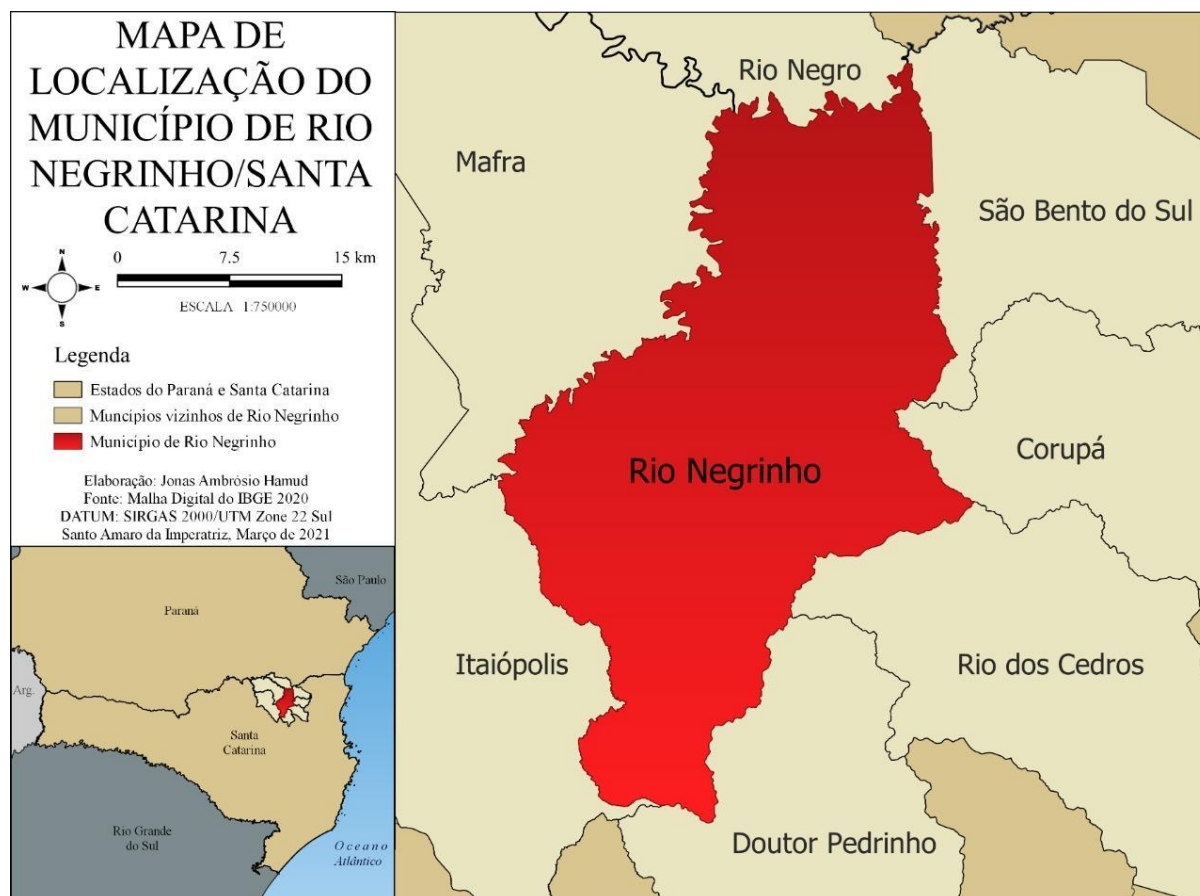 MAPA DE
LOCALIZAÇÃO DO
MUNICÍPIO DE RIO
NEGRINHO/SANTA
CATARINA
N
W
E
S
0
7.5
15 km
ESCALA 1:750000
Legenda
Estados do Paraná e Santa Catarina
Muncípios vizinhos de Rio Negrinho
Município de Rio Negrinho
Elaboração: Jonas Ambrósio Hamud
Fonte: Malha Digital do IBGE 2020
DATUM: SIRGAS 2000/UTM Zone 22 Sul
Santo Amaro da Imperatriz, Março de 2021
São Paulo
Paraná
Arg.
Santa
Catarina
Rio Grande
do Sul
Oceano
Atlântico
Rio Negro
Mafra
São Bento do Sul
Corupá
Rio Negrinho
Itaiópolis
Rio dos Cedros
Doutor Pedrinho